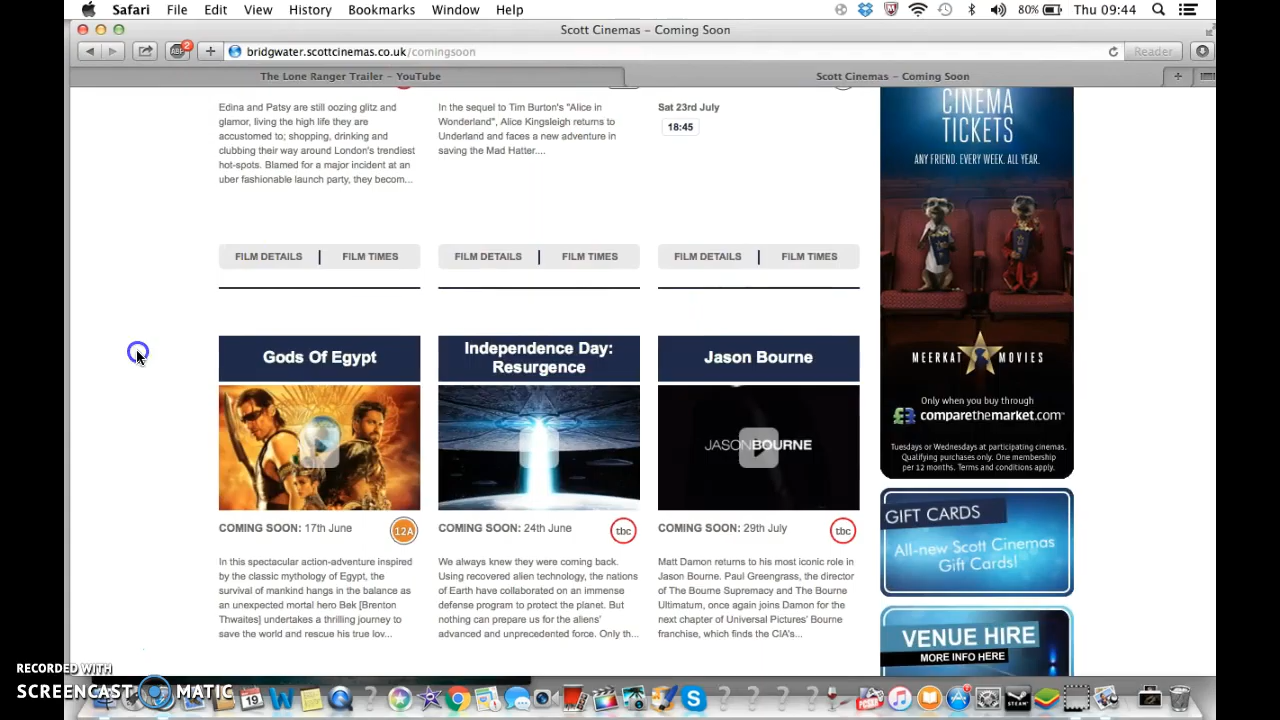 Safari File Edit View History Bookmarks Window Help 80% Thu 09:44
Scott Cinemas – Coming Soon
ABP 2 bridgwater.scottcinemas.co.uk/comingsoon Reader
The Lone Ranger Trailer – YouTube Scott Cinemas – Coming Soon
Edina and Patsy are still oozing glitz and
glamor, living the high life they are
accustomed to; shopping, drinking and
clubbing their way around London's trendiest
hot-spots. Blamed for a major incident at an
uber fashionable launch party, they becom...
In the sequel to Tim Burton's "Alice in
Wonderland", Alice Kingsleigh returns to
Underland and faces a new adventure in
saving the Mad Hatter....
Sat 23rd July
18:45
FILM DETAILS | FILM TIMES
FILM DETAILS | FILM TIMES
FILM DETAILS | FILM TIMES
Gods Of Egypt
COMING SOON: 17th June 12A
In this spectacular action-adventure inspired
by the classic mythology of Egypt, the
survival of mankind hangs in the balance as
an unexpected mortal hero Bek [Brenton
Thwaites] undertakes a thrilling journey to
save the world and rescue his true lov...
Independence Day:
Resurgence
COMING SOON: 24th June tbc
We always knew they were coming back.
Using recovered alien technology, the nations
of Earth have collaborated on an immense
defense program to protect the planet. But
nothing can prepare us for the aliens'
advanced and unprecedented force. Only th...
Jason Bourne
JASONBOURNE
COMING SOON: 29th July tbc
Matt Damon returns to his most iconic role in
Jason Bourne. Paul Greengrass, the director
of The Bourne Supremacy and The Bourne
Ultimatum, once again joins Damon for the
next chapter of Universal Pictures' Bourne
franchise, which finds the CIA's...
CINEMA
TICKETS
ANY FRIEND. EVERY WEEK. ALL YEAR.
MEERKAT MOVIES
Only when you buy through
comparethemarket.com
Tuesdays or Wednesdays at participating cinemas.
Qualifying purchases only. One membership
per 12 months. Terms and conditions apply.
GIFT CARDS
All-new Scott Cinemas
Gift Cards!
VENUE HIRE
MORE INFO HERE
RECORDED WITH
SCREENCAST MATIC
19
STEAM